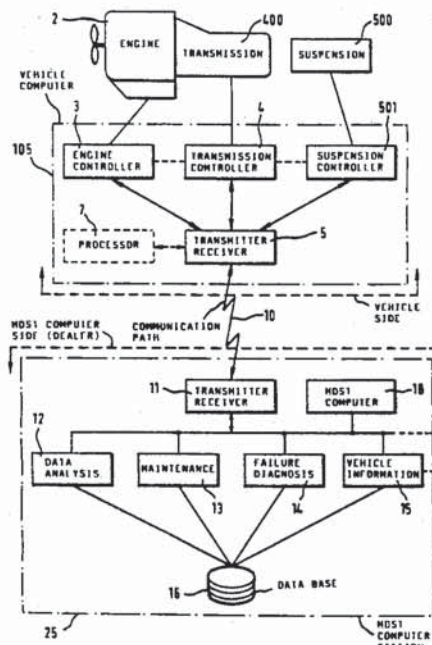 2
ENGINE
TRANSMISSION
400
500
SUSPENSION
VEHICLE
COMPUTER
3
4
501
105
ENGINE
CONTROLLER
TRANSMISSION
CONTROLLER
SUSPENSION
CONTROLLER
7
PROCESSOR
TRANSMITTER
RECEIVER
5
VEHICLE
SIDE
COMMUNICATION
PATH
10
HOST COMPUTER
SIDE (DEALER)
11
TRANSMITTER
RECEIVER
HOST
COMPUTER
18
12
DATA
ANALYSIS
MAINTENANCE
13
FAILURE
DIAGNOSIS
14
VEHICLE
INFORMATION
15
16
DATA BASE
25
HOST
COMPUTER